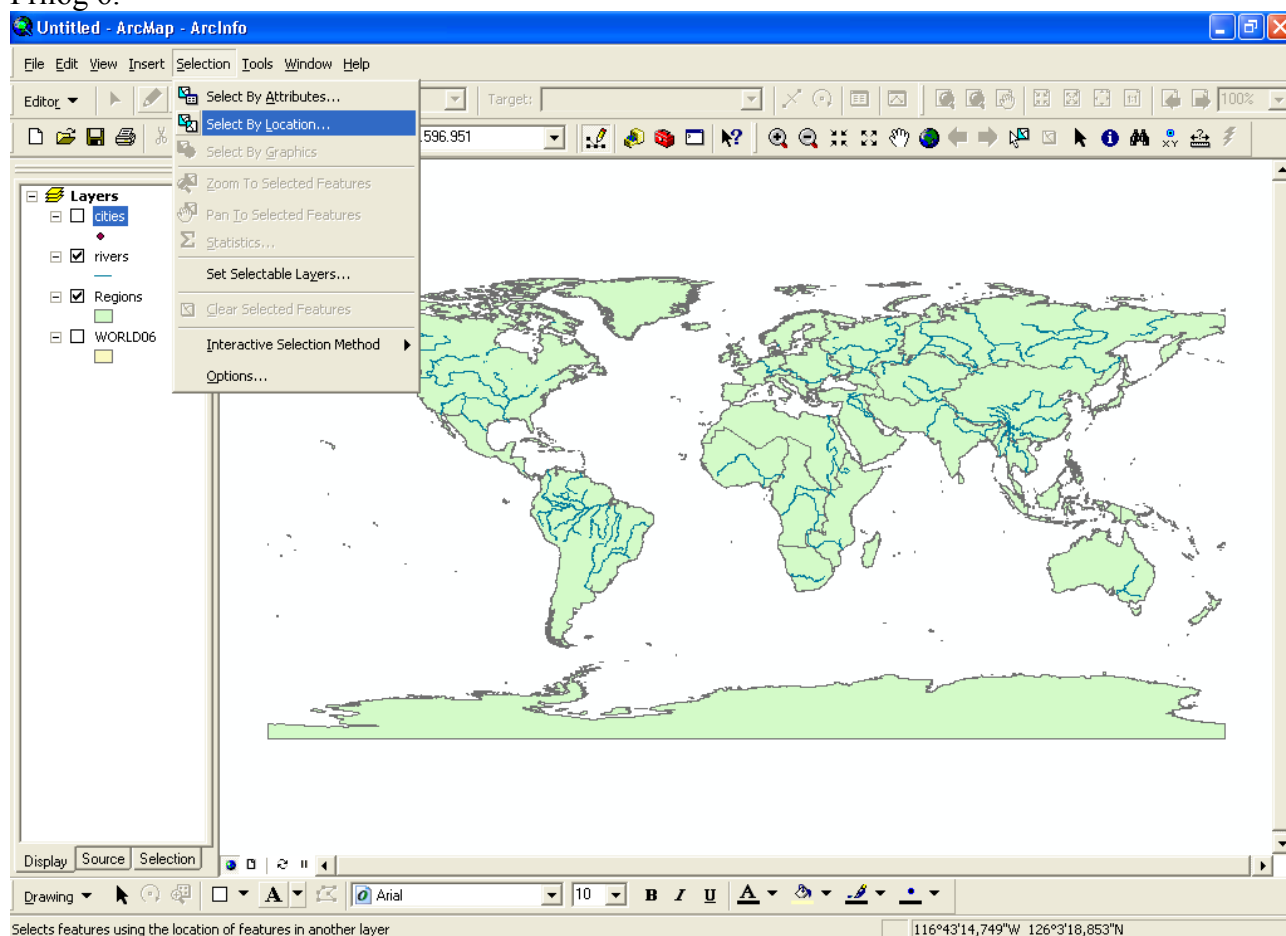 Prilog 6.
Untitled - ArcMap - ArcInfo
File Edit View Insert Selection Tools Window Help
Editor Target: 100%
Select By Attributes...
Select By Location... .596.951
Select By Graphics
Zoom To Selected Features
Pan To Selected Features
Statistics...
Set Selectable Layers...
Clear Selected Features
Interactive Selection Method
Options...
Layers
cities
rivers
Regions
WORLD06
Display Source Selection
Drawing A Arial 10 B I U A
Selects features using the location of features in another layer 116°43'14,749"W 126°3'18,853"N